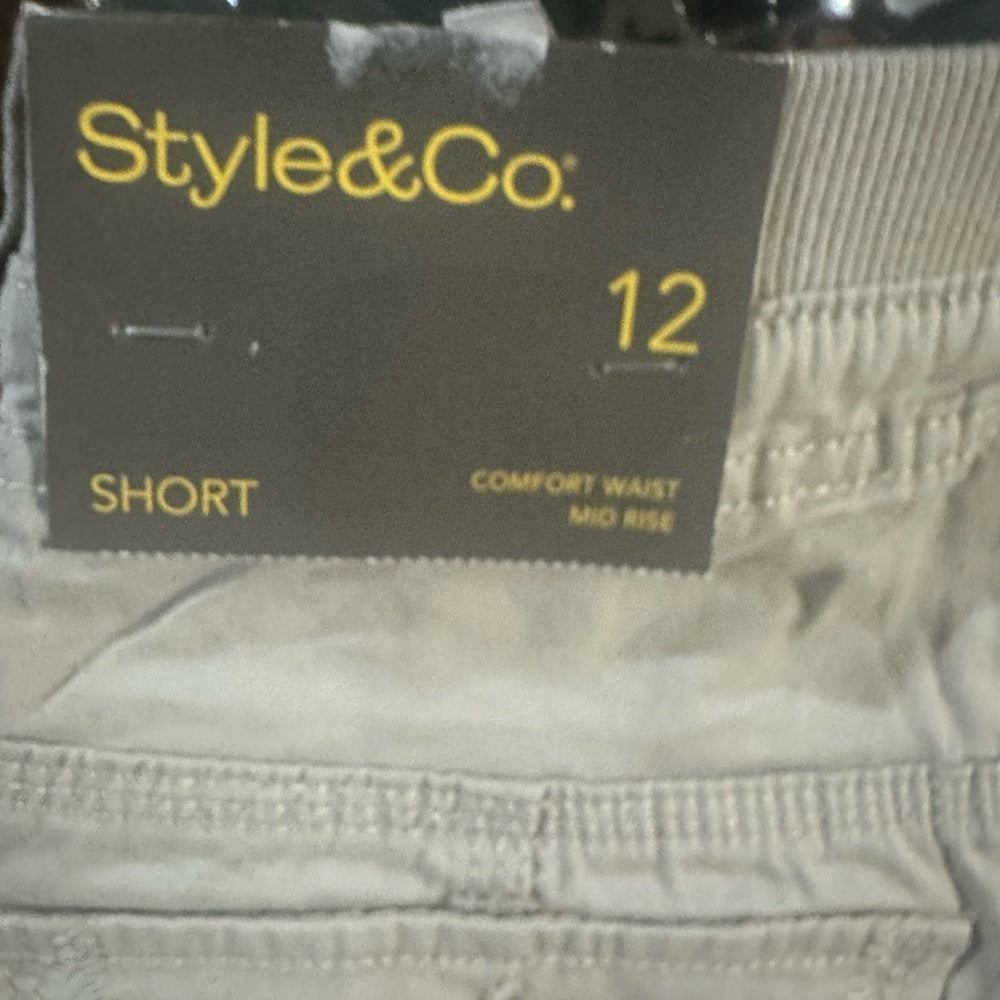 Style&Co.
12
SHORT
COMFORT WAIST
MID RISE